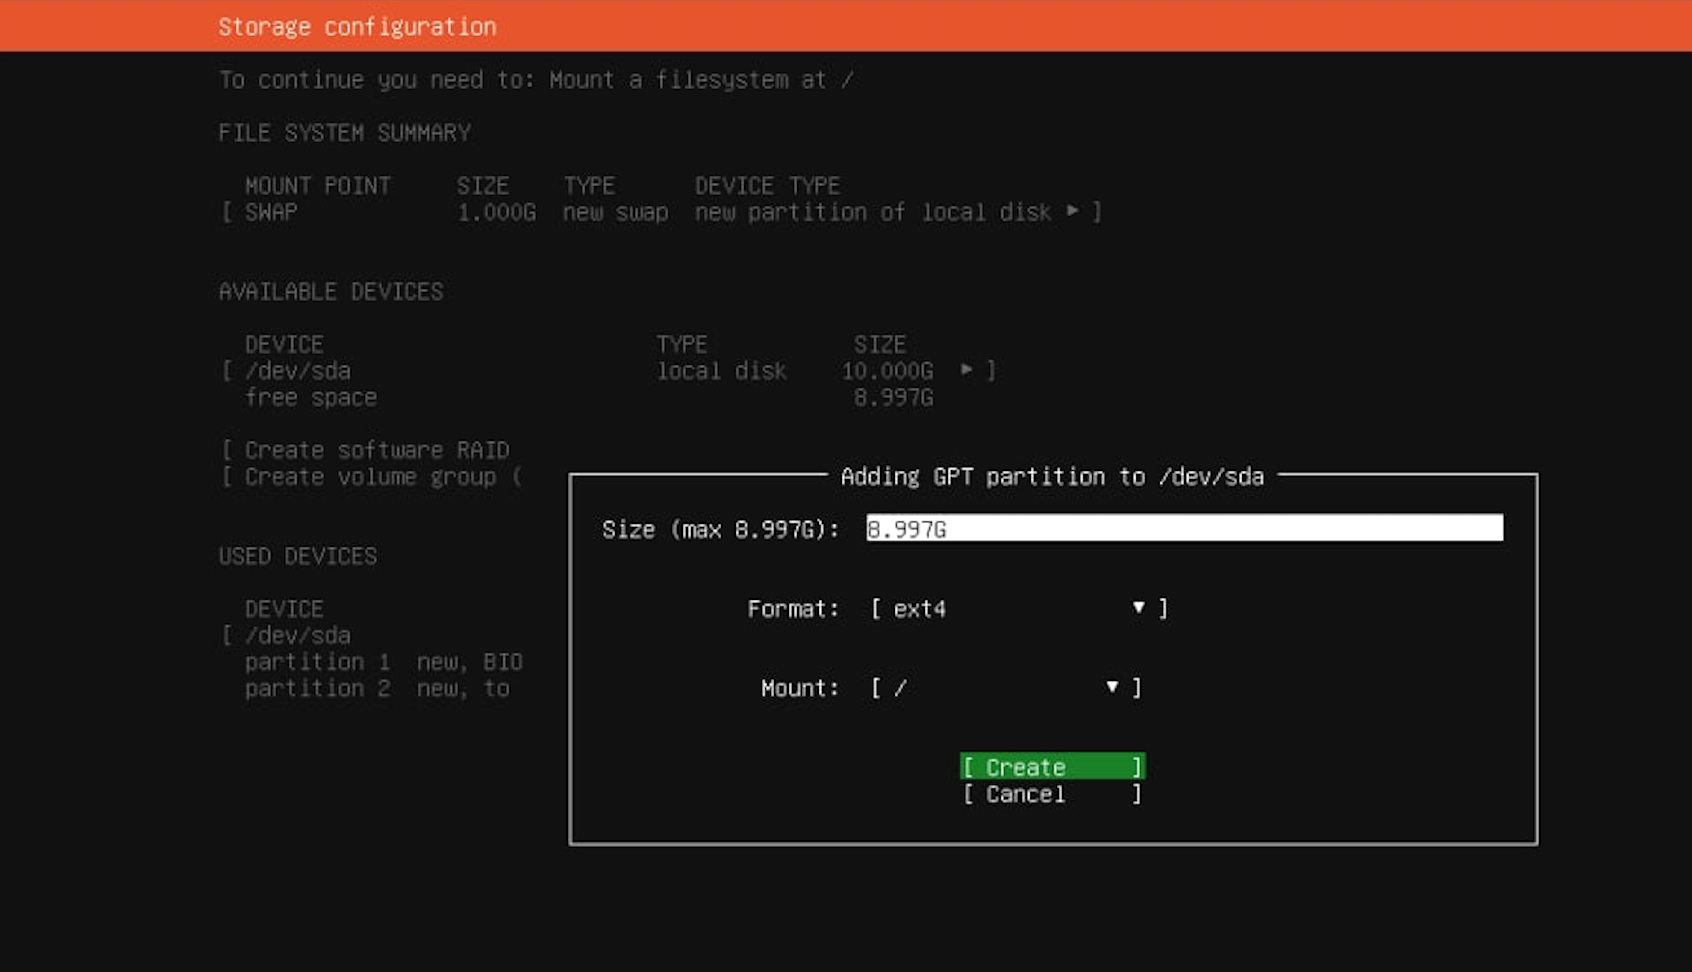 Storage configuration
To continue you need to: Mount a filesystem at /
FILE SYSTEM SUMMARY
MOUNT POINT SIZE TYPE DEVICE TYPE
[ SWAP 1.000G new swap new partition of local disk ▸ ]
AVAILABLE DEVICES
DEVICE TYPE SIZE
[ /dev/sda local disk 10.000G ▸ ]
free space 8.997G
[ Create software RAID
[ Create volume group (
USED DEVICES
DEVICE
[ /dev/sda
partition 1 new, BIO
partition 2 new, to
Adding GPT partition to /dev/sda
Size (max 8.997G): 8.997G
Format: [ ext4 ▾ ]
Mount: [ / ▾ ]
[ Create ]
[ Cancel ]